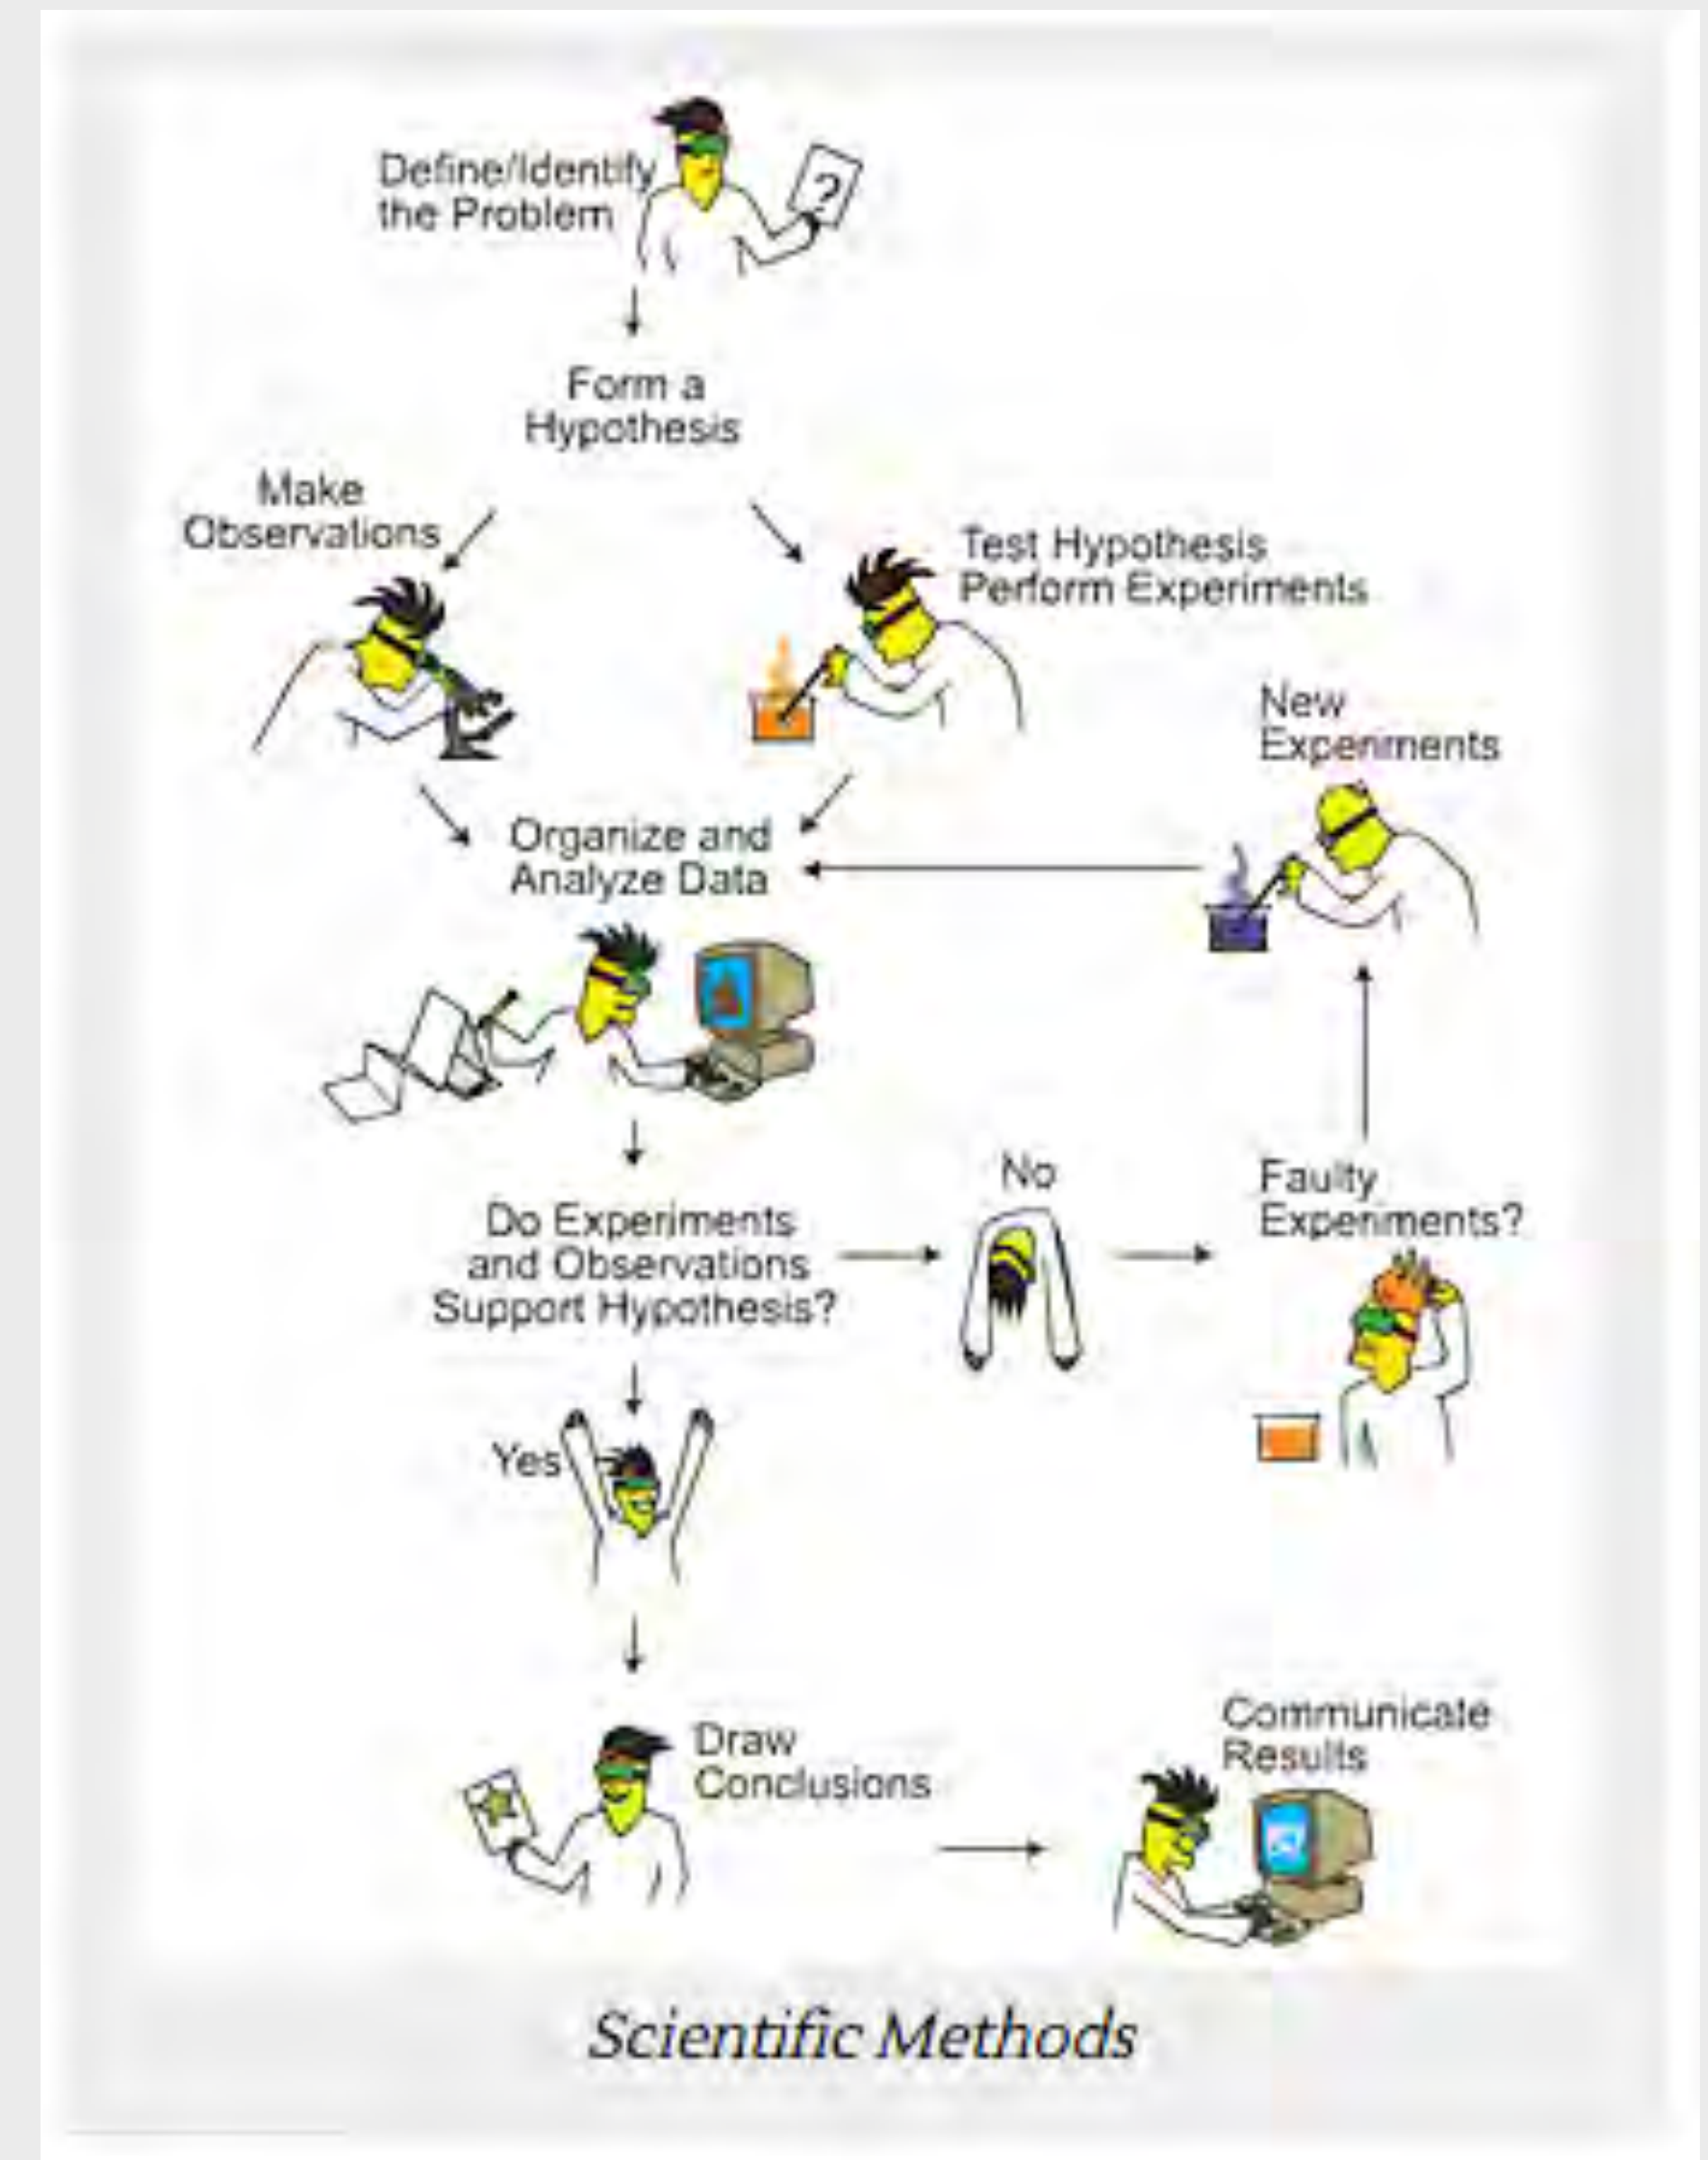 Define/Identify
the Problem
?
Form a
Hypothesis
Make
Observations
Test Hypothesis
Perform Experiments
New
Experiments
Organize and
Analyze Data
Do Experiments
and Observations
Support Hypothesis?
No
Faulty
Experiments?
Yes
Draw
Conclusions
Communicate
Results
Scientific Methods